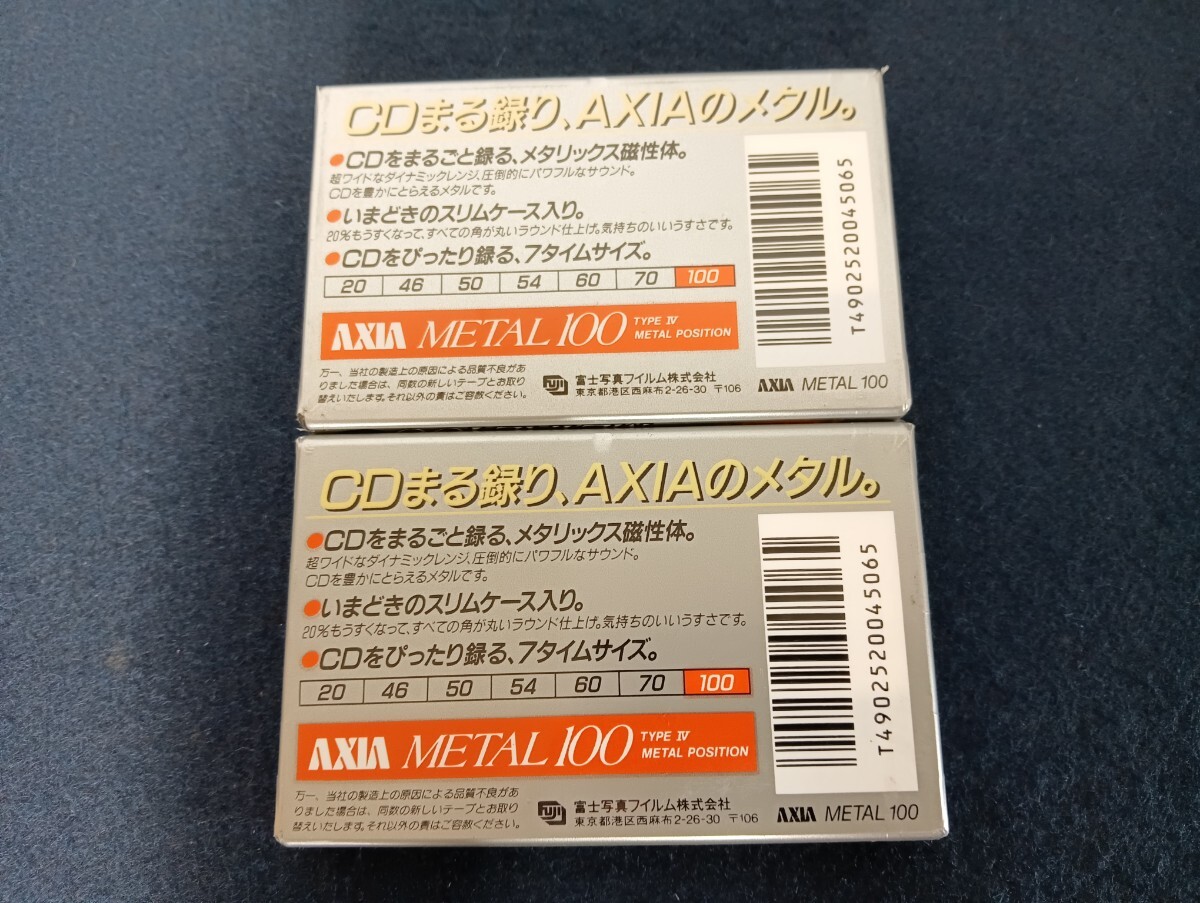 CDまる録り、AXIAのメタル。
●CDをまるごと録る、メタリックス磁性体。
超ワイドなダイナミックレンジ、圧倒的にパワフルなサウンド。
CDを豊かにとらえるメタルです。
●いまどきのスリムケース入り。
20%もうすくなって、すべての角が丸いラウンド仕上げ。気持ちのいいうすさです。
●CDをぴったり録る、7タイムサイズ。
20 46 50 54 60 70 100
AXIA METAL 100 TYPE IV
METAL POSITION
万一、当社の製造上の原因による品質不良があ
りました場合は、同数の新しいテープとお取り
替えいたします。それ以外の責はご容赦ください。
FUJI 富士写真フイルム株式会社
東京都港区西麻布2-26-30 〒106
AXIA METAL 100
T4902520045065
CDまる録り、AXIAのメタル。
●CDをまるごと録る、メタリックス磁性体。
超ワイドなダイナミックレンジ、圧倒的にパワフルなサウンド。
CDを豊かにとらえるメタルです。
●いまどきのスリムケース入り。
20%もうすくなって、すべての角が丸いラウンド仕上げ。気持ちのいいうすさです。
●CDをぴったり録る、7タイムサイズ。
20 46 50 54 60 70 100
AXIA METAL 100 TYPE IV
METAL POSITION
万一、当社の製造上の原因による品質不良があ
りました場合は、同数の新しいテープとお取り
替えいたします。それ以外の責はご容赦ください。
FUJI 富士写真フイルム株式会社
東京都港区西麻布2-26-30 〒106
AXIA METAL 100
T4902520045065